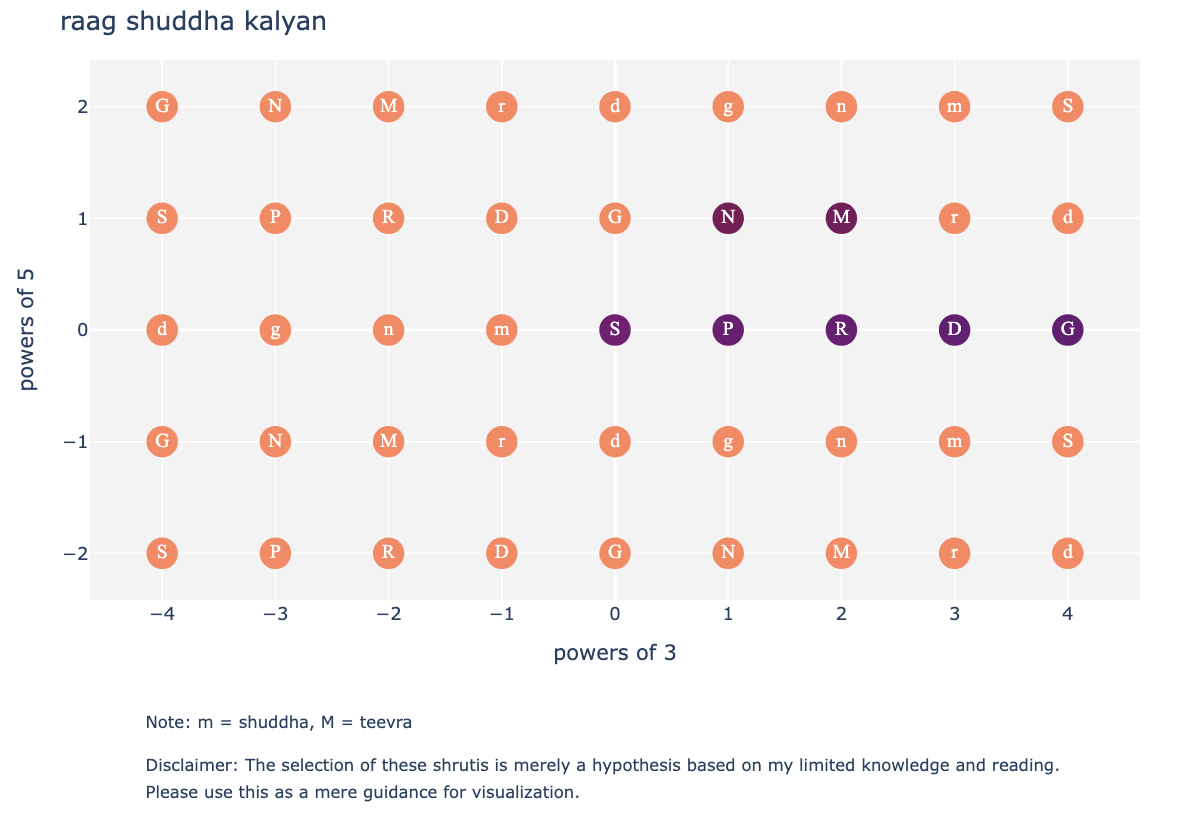 raag shuddha kalyan
2 G N M r d g n m S
1 S P R D G N M r d
0 d g n m S P R D G
−1 G N M r d g n m S
−2 S P R D G N M r d
powers of 5
−4 −3 −2 −1 0 1 2 3 4
powers of 3
Note: m = shuddha, M = teevra
Disclaimer: The selection of these shrutis is merely a hypothesis based on my limited knowledge and reading.
Please use this as a mere guidance for visualization.